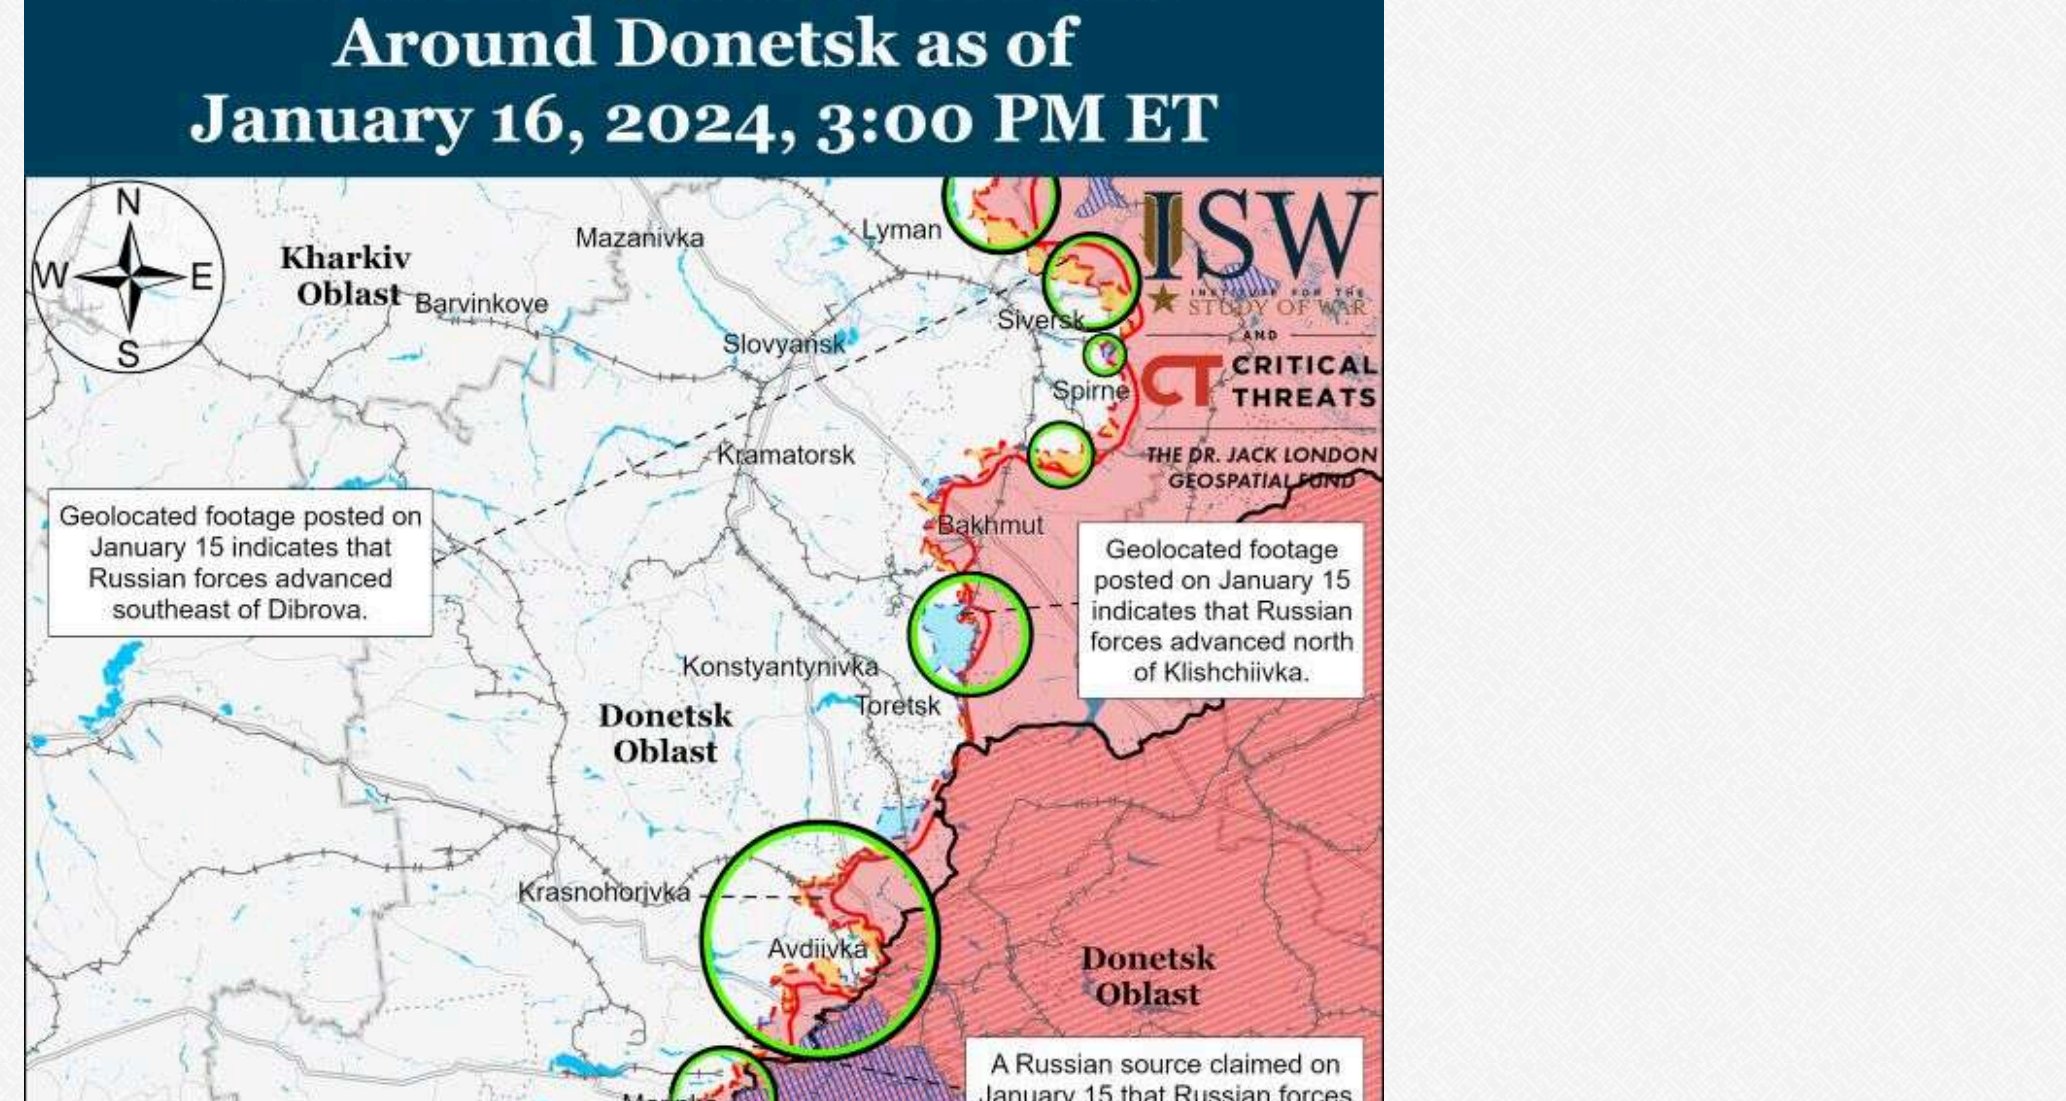 Around Donetsk as of
January 16, 2024, 3:00 PM ET
N
W
E
S
Kharkiv
Oblast
Barvinkove
Mazanivka
Lyman
ISW
INSTITUTE FOR THE
STUDY OF WAR
AND
CT CRITICAL
THREATS
THE DR. JACK LONDON
GEOSPATIAL FUND
Siversk
Slovyansk
Spirne
Kramatorsk
Geolocated footage posted on
January 15 indicates that
Russian forces advanced
southeast of Dibrova.
Bakhmut
Geolocated footage
posted on January 15
indicates that Russian
forces advanced north
of Klishchiivka.
Konstyantynivka
Toretsk
Donetsk
Oblast
Krasnohorivka
Avdiivka
Donetsk
Oblast
A Russian source claimed on
January 15 that Russian forces